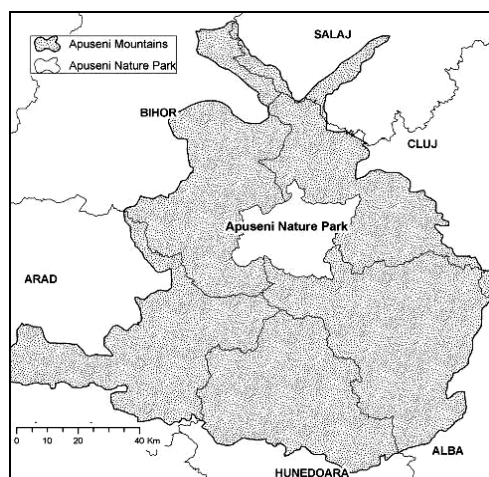 SALAJ
Apuseni Mountains
Apuseni Nature Park
BIHOR
CLUJ
Apuseni Nature Park
ARAD
0 10 20 40 Km
ALBA
HUNEDOARA